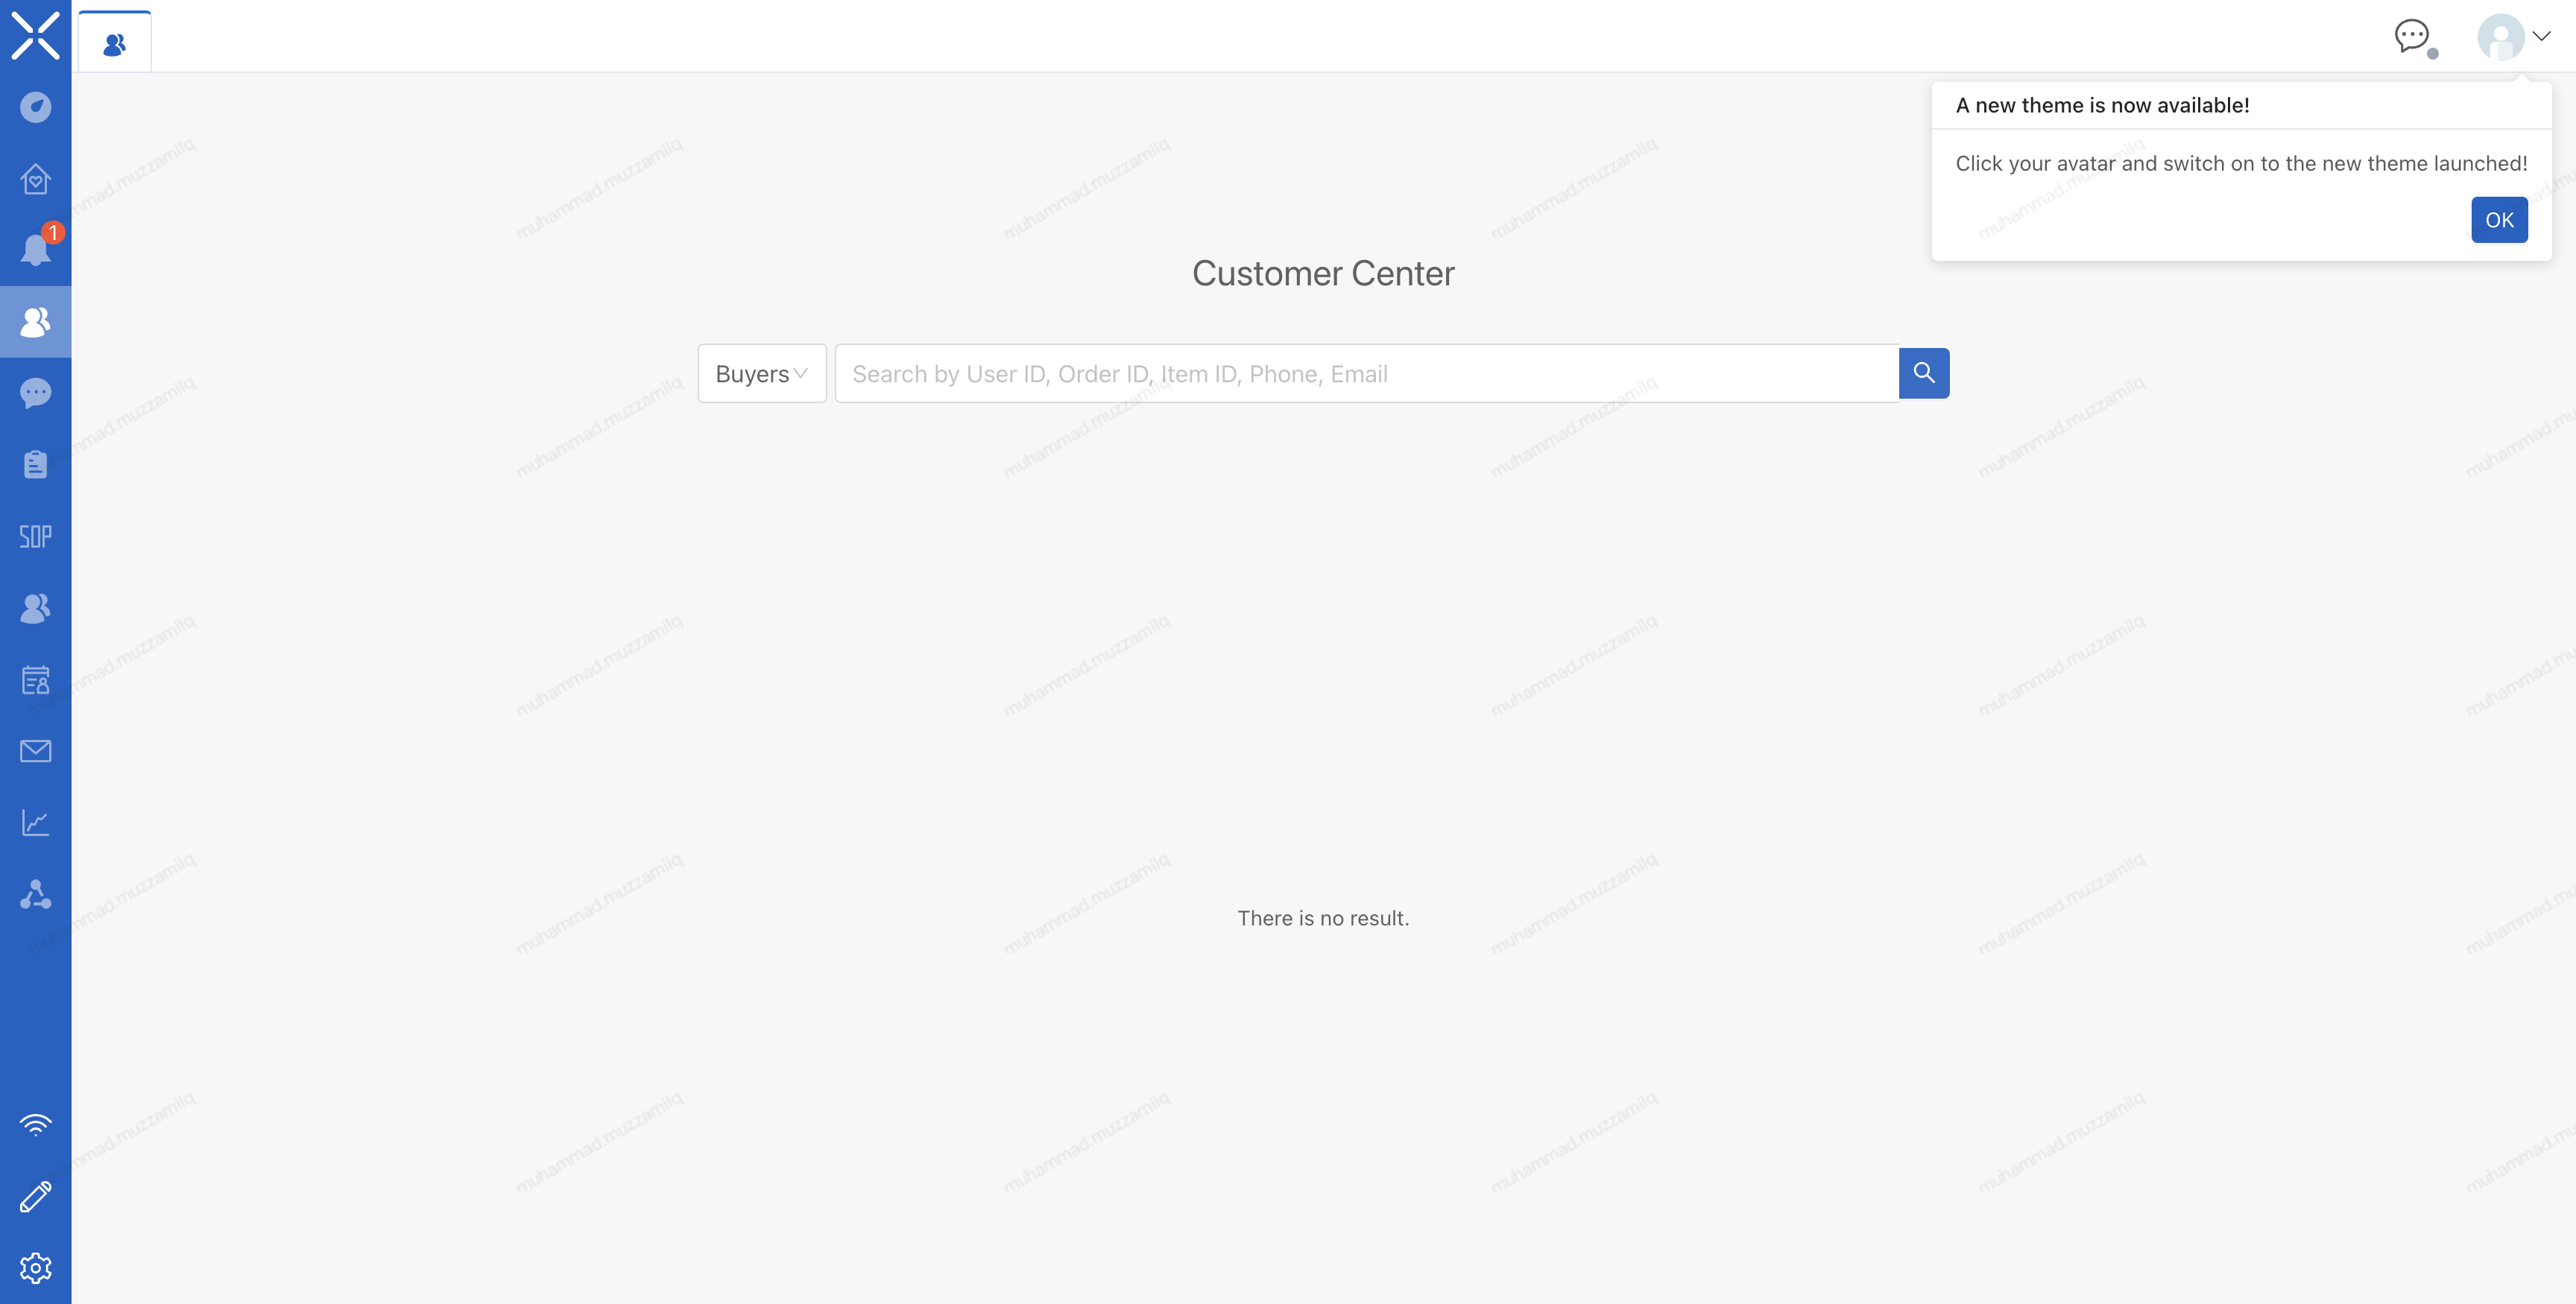 A new theme is now available!
Click your avatar and switch on to the new theme launched!
OK
1
Customer Center
Buyers
Search by User ID, Order ID, Item ID, Phone, Email
SOP
There is no result.
muhammad.muzzamilq